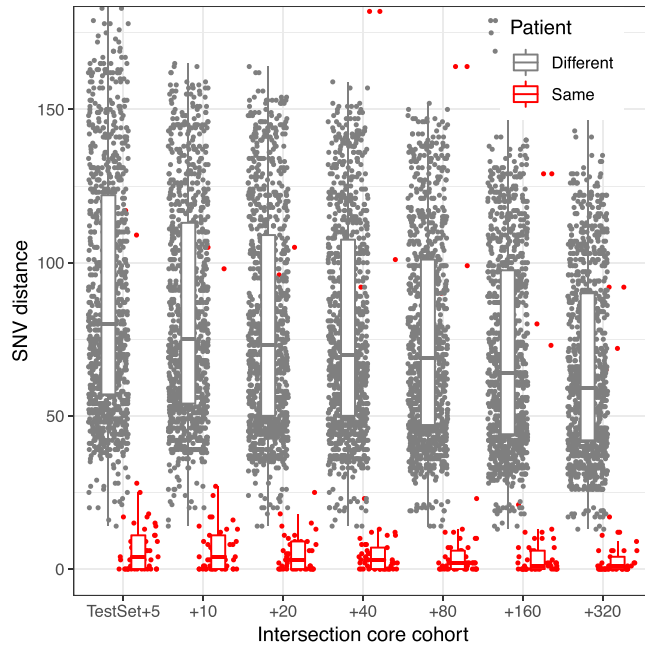 Patient
Different
Same
150
100
50
0
SNV distance
TestSet+5 +10 +20 +40 +80 +160 +320
Intersection core cohort